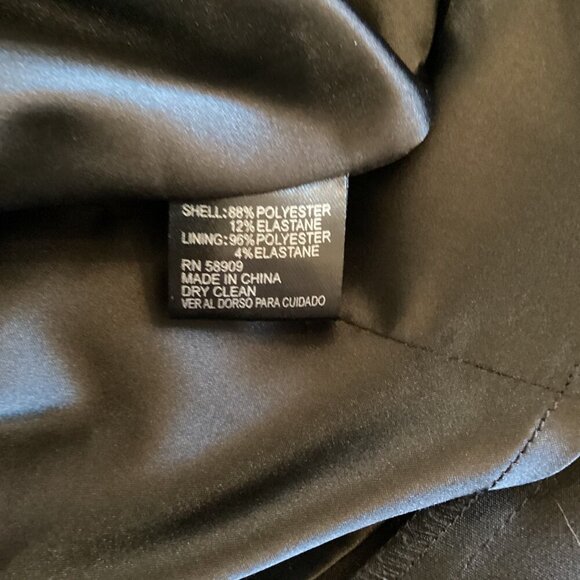 SHELL:88% POLYESTER
12% ELASTANE
LINING:96% POLYESTER
4% ELASTANE
RN 58909
MADE IN CHINA
DRY CLEAN
VER AL DORSO PARA CUIDADO